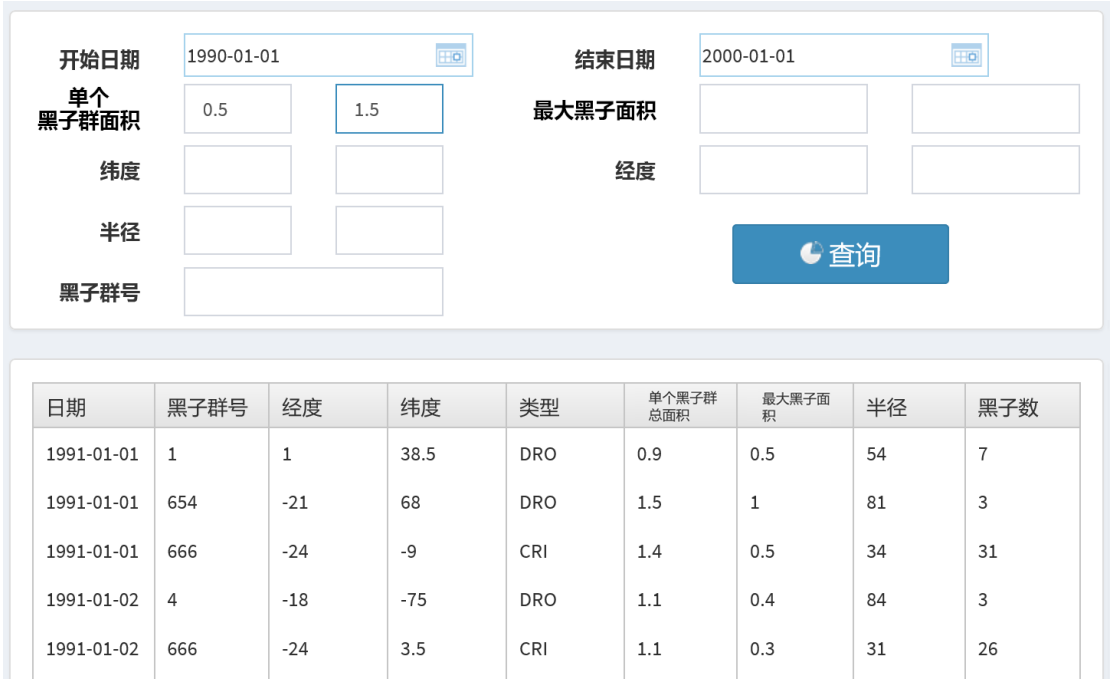 开始日期 1990-01-01 结束日期 2000-01-01
单个
黑子群面积 0.5 1.5 最大黑子面积
纬度 经度
半径
查询
黑子群号
日期 黑子群号 经度 纬度 类型 单个黑子群 总面积 最大黑子面 积 半径 黑子数
1991-01-01 1 1 38.5 DRO 0.9 0.5 54 7
1991-01-01 654 -21 68 DRO 1.5 1 81 3
1991-01-01 666 -24 -9 CRI 1.4 0.5 34 31
1991-01-02 4 -18 -75 DRO 1.1 0.4 84 3
1991-01-02 666 -24 3.5 CRI 1.1 0.3 31 26